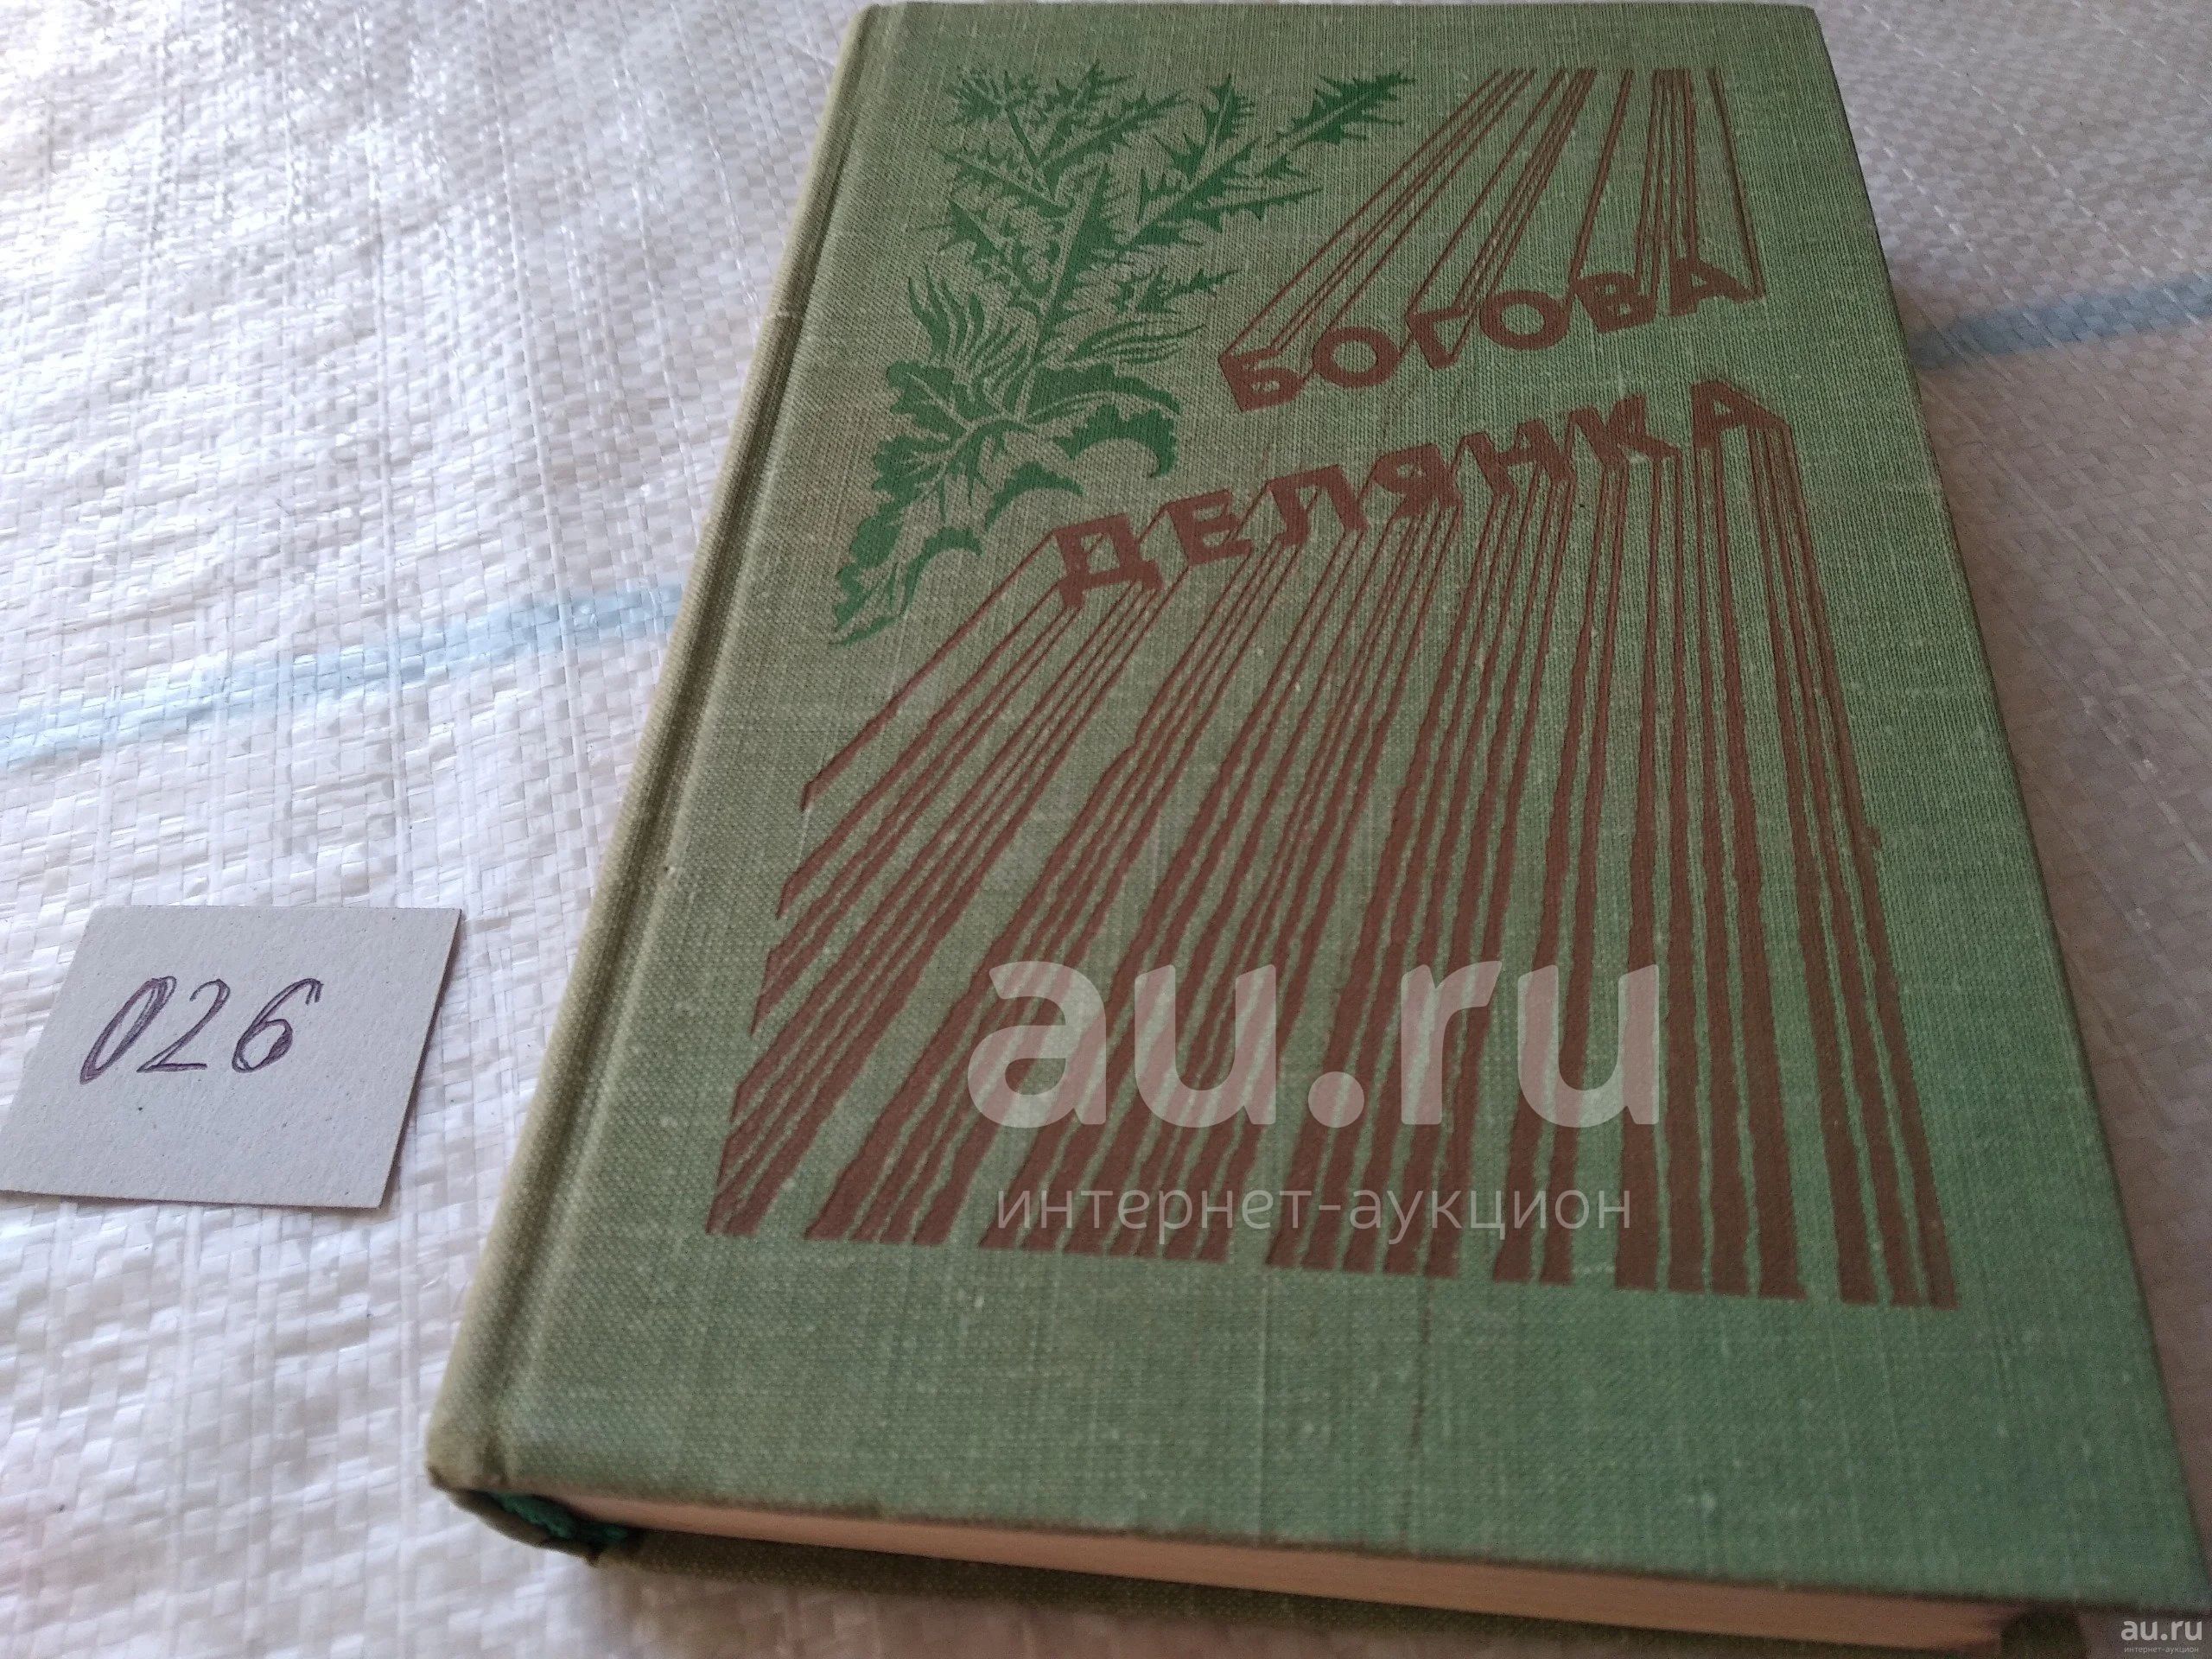 БОГОВА
ДЕЛЯНКА
026
au.ru
интернет-аукцион
au.ru
интернет-аукцион